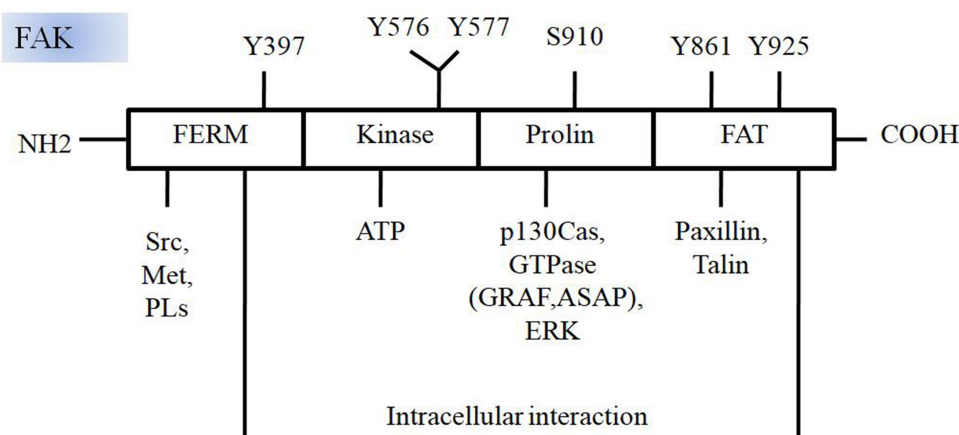 FAK
Y397
Y576 Y577
S910
Y861 Y925
NH2
FERM
Kinase
Prolin
FAT
COOH
Src,
Met,
PLs
ATP
p130Cas,
GTPase
(GRAF,ASAP),
ERK
Paxillin,
Talin
Intracellular interaction